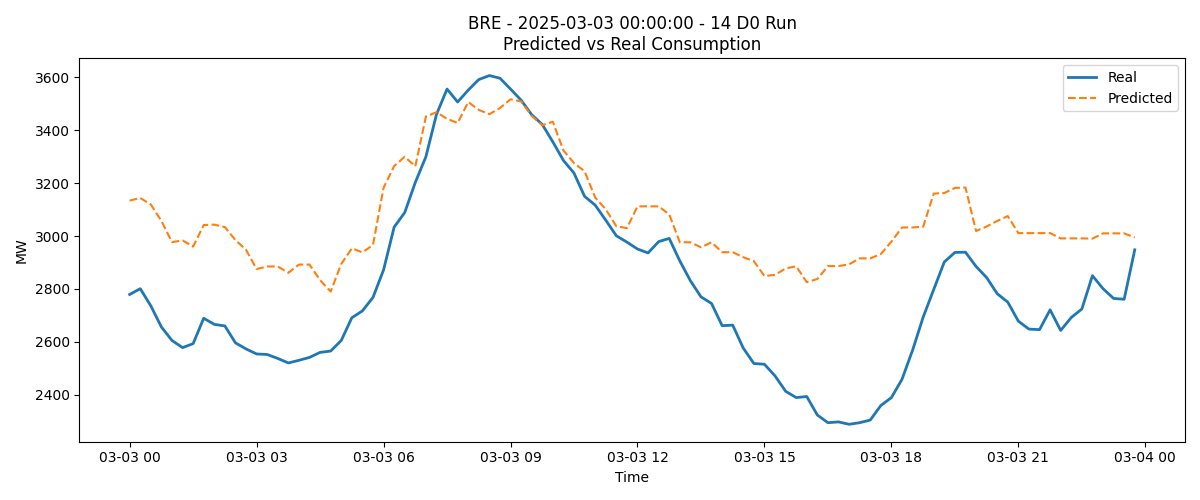 BRE - 2025-03-03 00:00:00 - 14 D0 Run
Predicted vs Real Consumption
Real
Predicted
MW
3600
3400
3200
3000
2800
2600
2400
03-03 00
03-03 03
03-03 06
03-03 09
03-03 12
03-03 15
03-03 18
03-03 21
03-04 00
Time